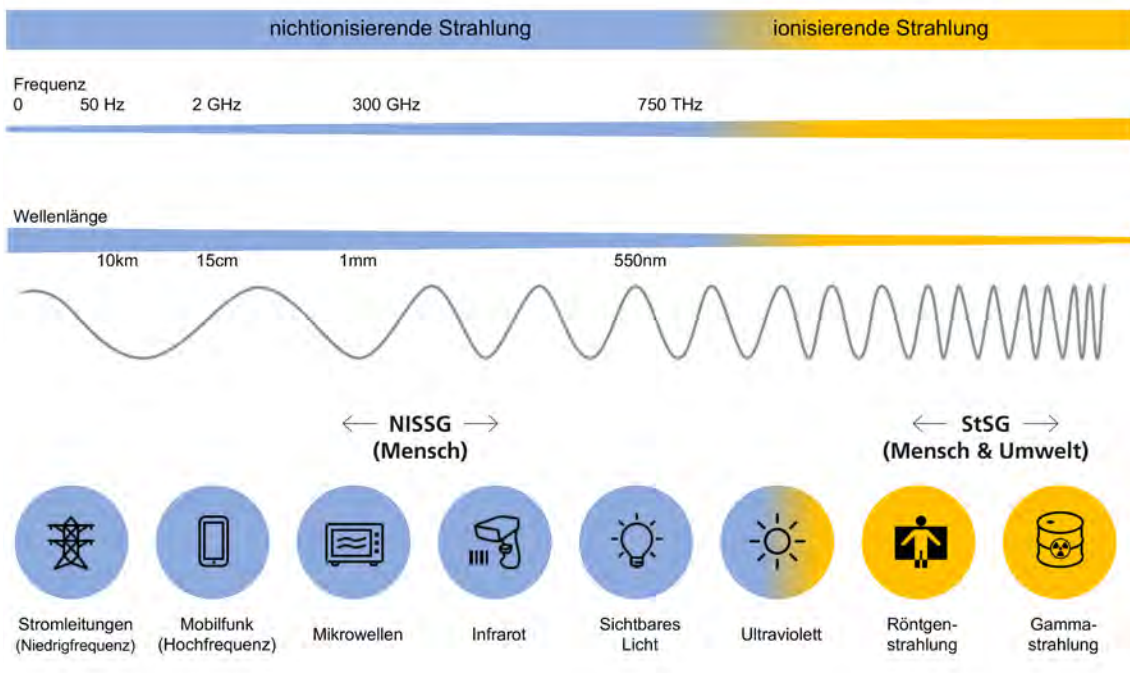 nichtionisierende Strahlung ionisierende Strahlung
Frequenz
0 50 Hz 2 GHz 300 GHz 750 THz
Wellenlänge
10km 15cm 1mm 550nm
NISSG StSG
(Mensch) (Mensch & Umwelt)
Stromleitungen
(Niedrigfrequenz)
Mobilfunk
(Hochfrequenz)
Mikrowellen
Infrarot
Sichtbares
Licht
Ultraviolett
Röntgen-
strahlung
Gamma-
strahlung